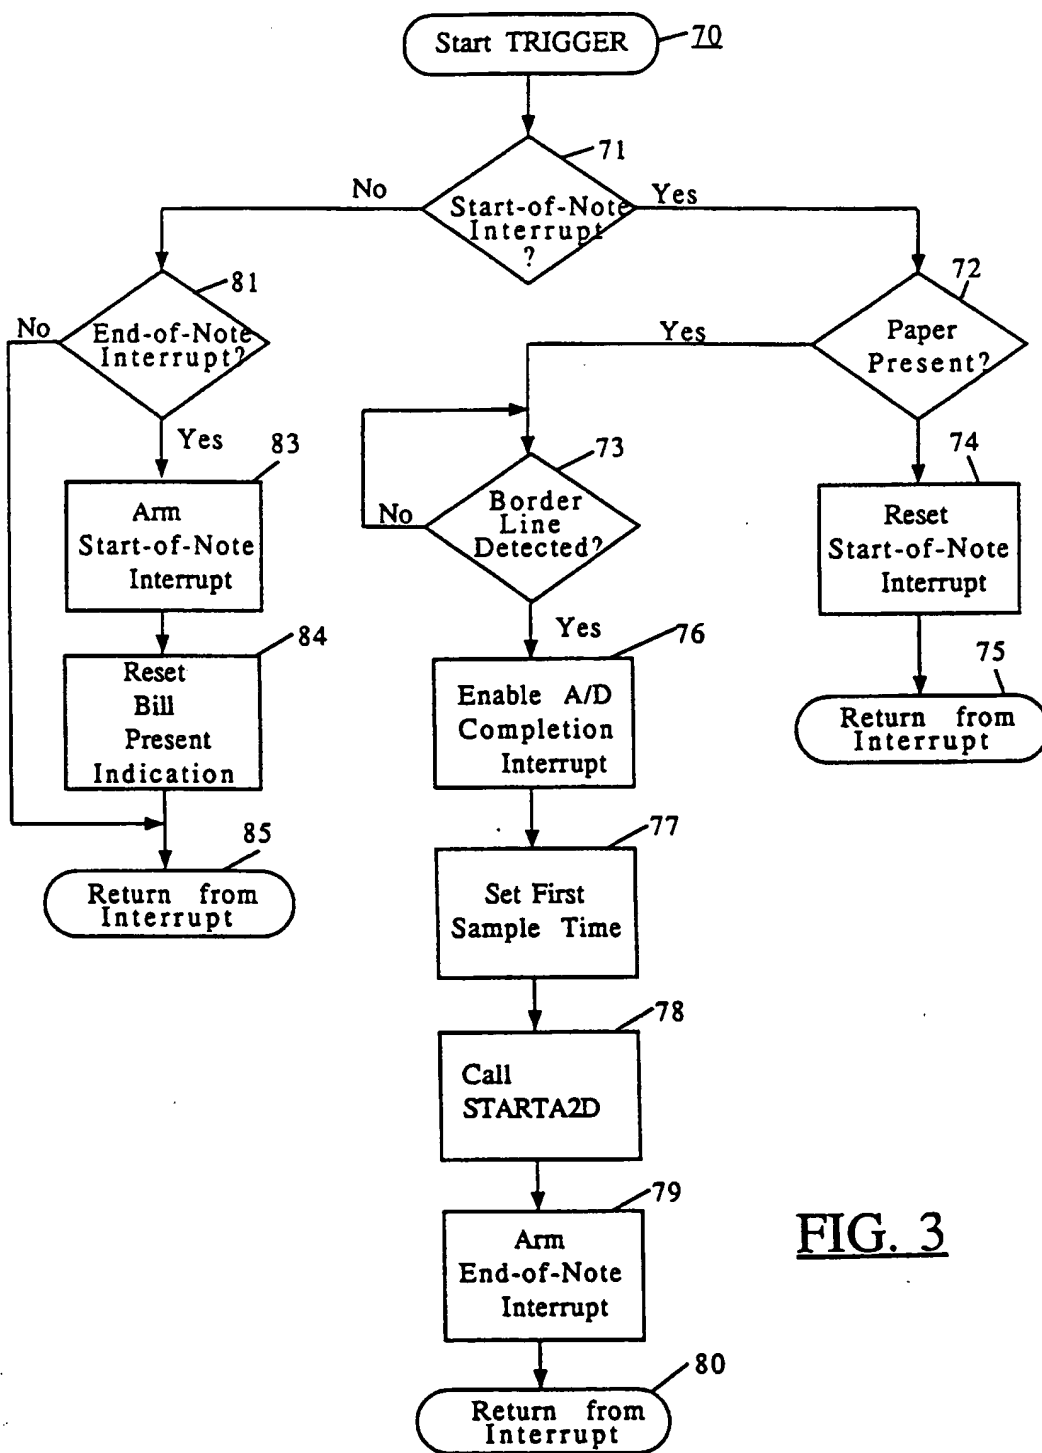 Start TRIGGER
70
71
No
Start-of-Note
Interrupt
?
Yes
81
No
End-of-Note
Interrupt?
Yes
72
Yes
Paper
Present?
83
Arm
Start-of-Note
Interrupt
73
No
Border
Line
Detected?
Yes
74
Reset
Start-of-Note
Interrupt
84
Reset
Bill
Present
Indication
76
Enable A/D
Completion
Interrupt
75
Return from
Interrupt
85
Return from
Interrupt
77
Set First
Sample Time
78
Call
STARTA2D
79
Arm
End-of-Note
Interrupt
80
Return from
Interrupt
FIG. 3